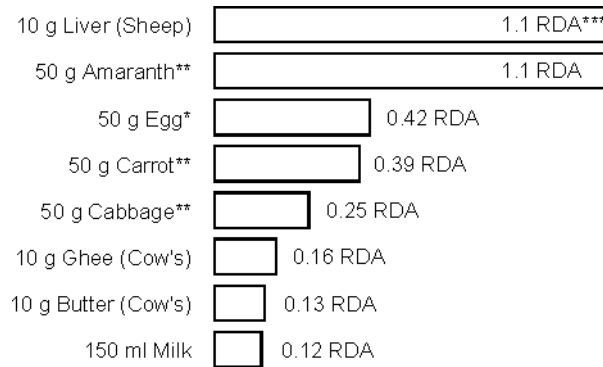 10 g Liver (Sheep) 1.1 RDA***
50 g Amaranth** 1.1 RDA
50 g Egg* 0.42 RDA
50 g Carrot** 0.39 RDA
50 g Cabbage** 0.25 RDA
10 g Ghee (Cow's) 0.16 RDA
10 g Butter (Cow's) 0.13 RDA
150 ml Milk 0.12 RDA